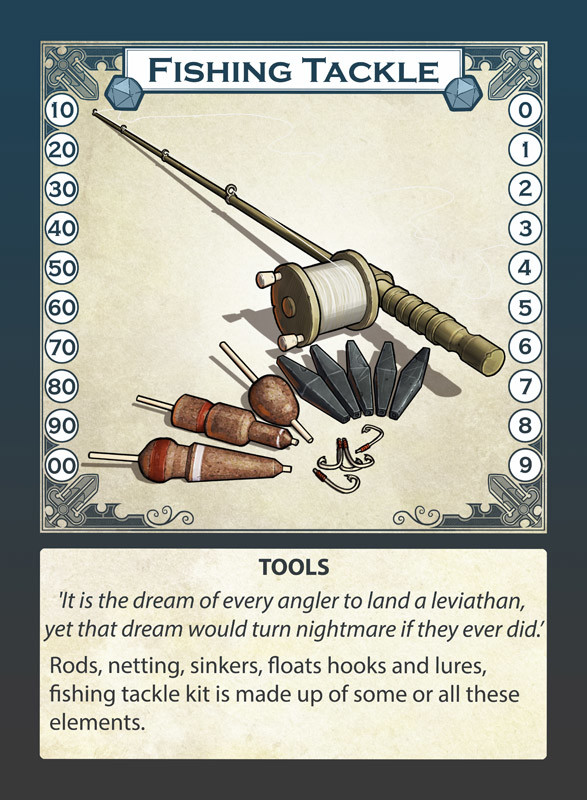 FISHING TACKLE
10
20
30
40
50
60
70
80
90
00
0
1
2
3
4
5
6
7
8
9
TOOLS
'It is the dream of every angler to land a leviathan,
yet that dream would turn nightmare if they ever did.'
Rods, netting, sinkers, floats hooks and lures,
fishing tackle kit is made up of some or all these
elements.